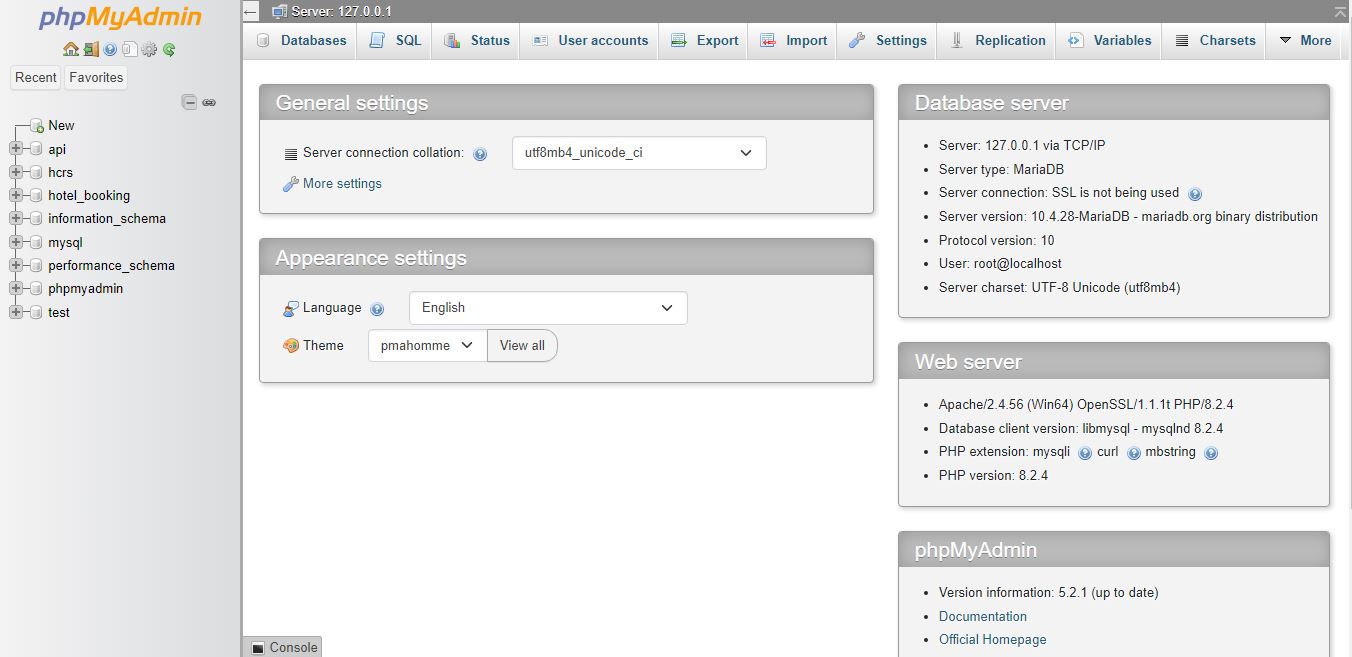 phpMyAdmin
Recent Favorites
New
api
hcrs
hotel_booking
information_schema
mysql
performance_schema
phpmyadmin
test
Server: 127.0.0.1
Databases SQL Status User accounts Export Import Settings Replication Variables Charsets More
General settings
Server connection collation: utf8mb4_unicode_ci
More settings
Appearance settings
Language English
Theme pmahomme View all
Database server
Server: 127.0.0.1 via TCP/IP
Server type: MariaDB
Server connection: SSL is not being used
Server version: 10.4.28-MariaDB - mariadb.org binary distribution
Protocol version: 10
User: root@localhost
Server charset: UTF-8 Unicode (utf8mb4)
Web server
Apache/2.4.56 (Win64) OpenSSL/1.1.1t PHP/8.2.4
Database client version: libmysql - mysqlnd 8.2.4
PHP extension: mysqli curl mbstring
PHP version: 8.2.4
phpMyAdmin
Version information: 5.2.1 (up to date)
Documentation
Official Homepage
Console